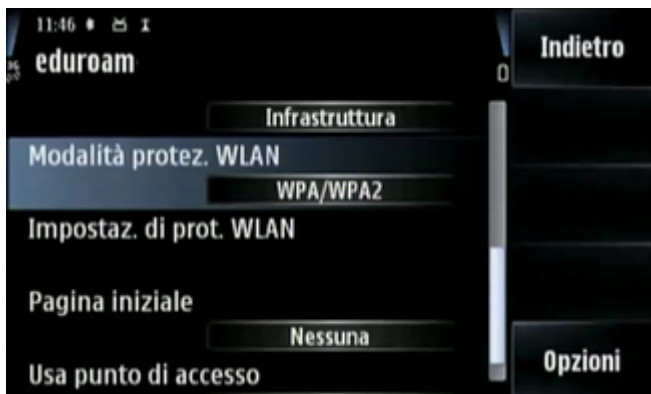 11:46
eduroam
Indietro
Infrastruttura
Modalità protez. WLAN
WPA/WPA2
Impostaz. di prot. WLAN
Pagina iniziale
Nessuna
Usa punto di accesso
Opzioni